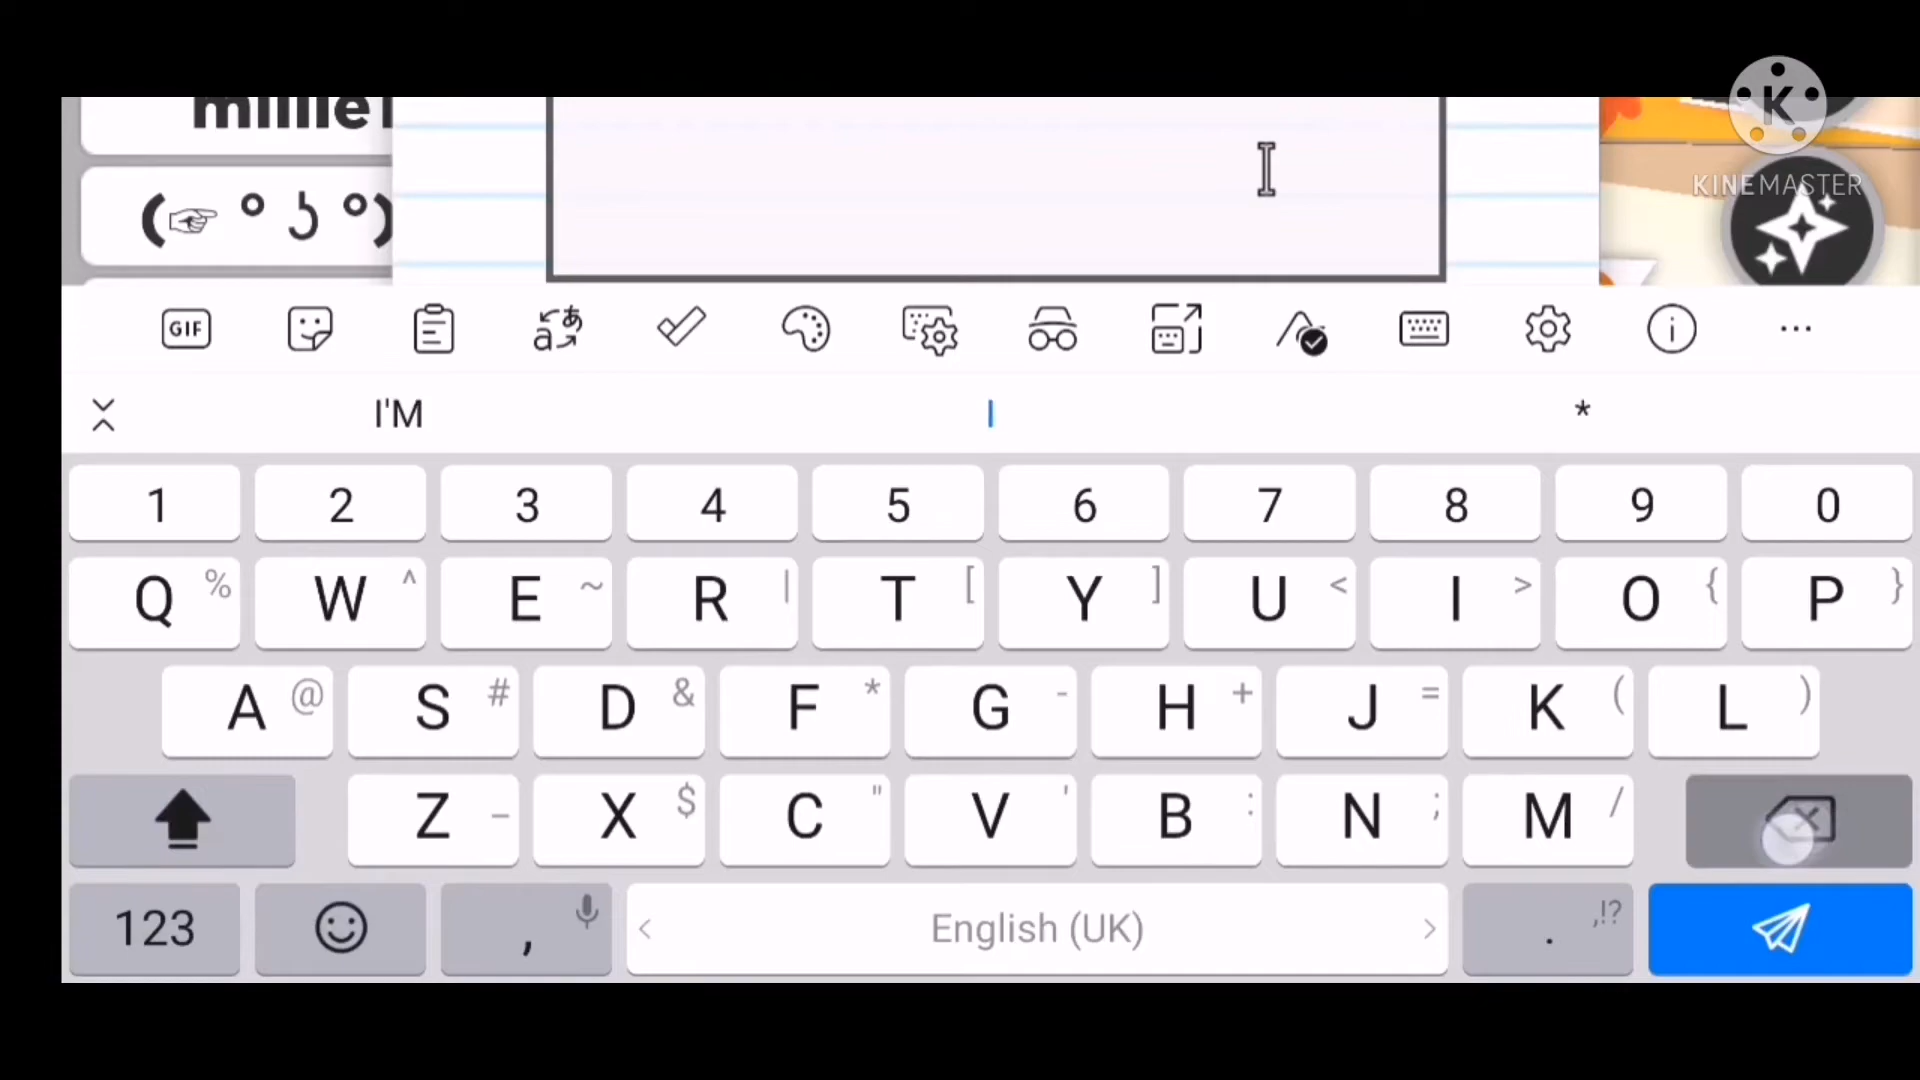 K
KINEMASTER
(☞ ° ʖ °)
GIF
I'M I *
1 2 3 4 5 6 7 8 9 0
Q % W ^ E ~ R | T [ Y ] U < I > O { P }
A @ S # D & F * G - H + J = K ( L )
Z _ X $ C " V ' B : N ; M /
123 , English (UK) . ,!?